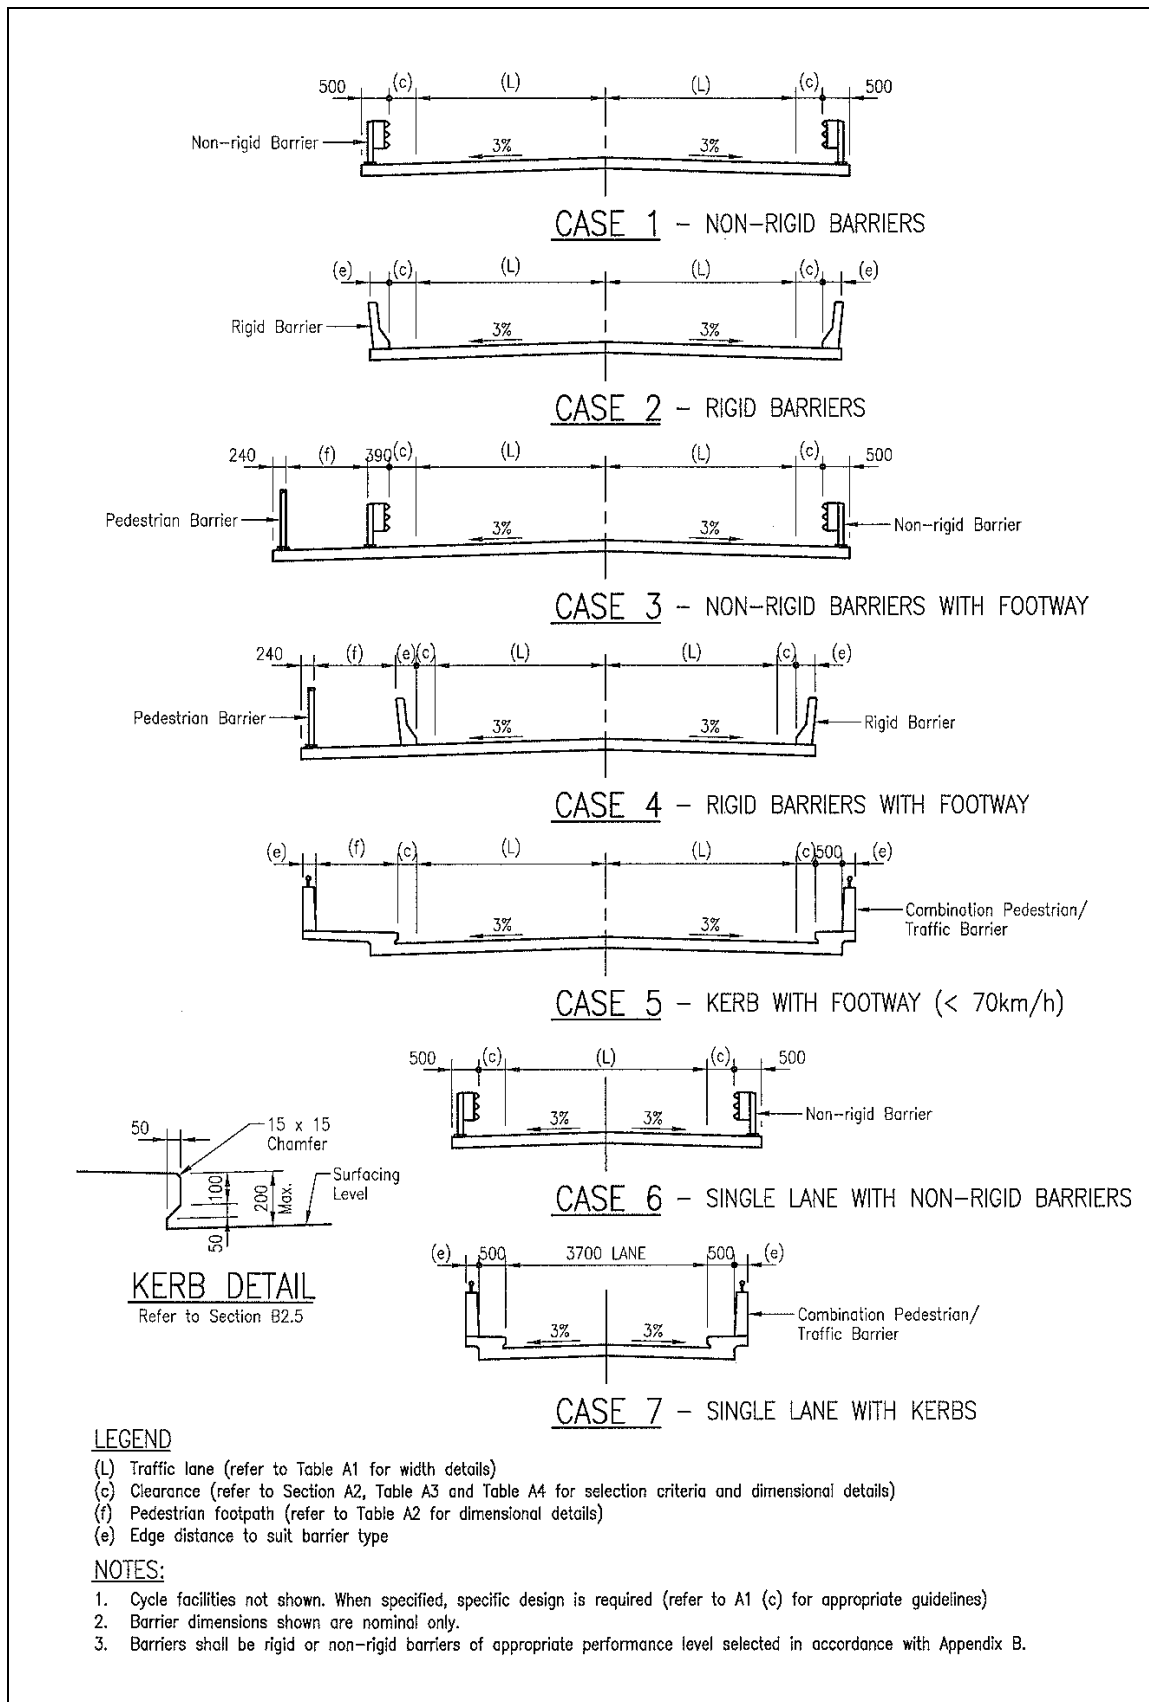 500 (c) (L) (L) (c) 500
Non-rigid Barrier
3% 3%
CASE 1 - NON-RIGID BARRIERS
(e) (c) (L) (L) (c) (e)
Rigid Barrier
3% 3%
CASE 2 - RIGID BARRIERS
240 (f) 390 (c) (L) (L) (c) 500
Pedestrian Barrier
3% 3%
Non-rigid Barrier
CASE 3 - NON-RIGID BARRIERS WITH FOOTWAY
240 (f) (e) (c) (L) (L) (c) (e)
Pedestrian Barrier
3% 3%
Rigid Barrier
CASE 4 - RIGID BARRIERS WITH FOOTWAY
(e) (f) (c) (L) (L) (c) 500 (e)
3% 3%
Combination Pedestrian/
Traffic Barrier
CASE 5 - KERB WITH FOOTWAY (< 70km/h)
500 (c) (L) (c) 500
3% 3%
Non-rigid Barrier
CASE 6 - SINGLE LANE WITH NON-RIGID BARRIERS
50
15 x 15
Chamfer
100
200
Max.
50
Surfacing
Level
KERB DETAIL
Refer to Section B2.5
(e) 500 3700 LANE 500 (e)
3% 3%
Combination Pedestrian/
Traffic Barrier
CASE 7 - SINGLE LANE WITH KERBS
LEGEND
(L) Traffic lane (refer to Table A1 for width details)
(c) Clearance (refer to Section A2, Table A3 and Table A4 for selection criteria and dimensional details)
(f) Pedestrian footpath (refer to Table A2 for dimensional details)
(e) Edge distance to suit barrier type
NOTES:
1. Cycle facilities not shown. When specified, specific design is required (refer to A1 (c) for appropriate guidelines)
2. Barrier dimensions shown are nominal only.
3. Barriers shall be rigid or non-rigid barriers of appropriate performance level selected in accordance with Appendix B.